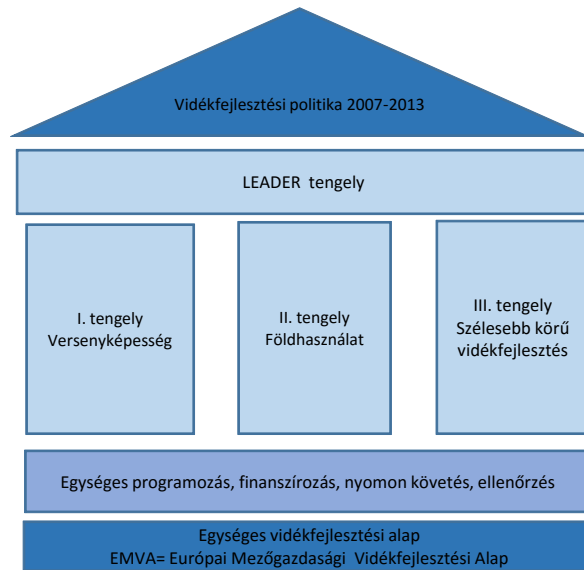 Vidékfejlesztési politika 2007-2013
LEADER tengely
I. tengely
Versenyképesség
II. tengely
Földhasználat
III. tengely
Szélesebb körű
vidékfejlesztés
Egységes programozás, finanszírozás, nyomon követés, ellenőrzés
Egységes vidékfejlesztési alap
EMVA= Európai Mezőgazdasági Vidékfejlesztési Alap